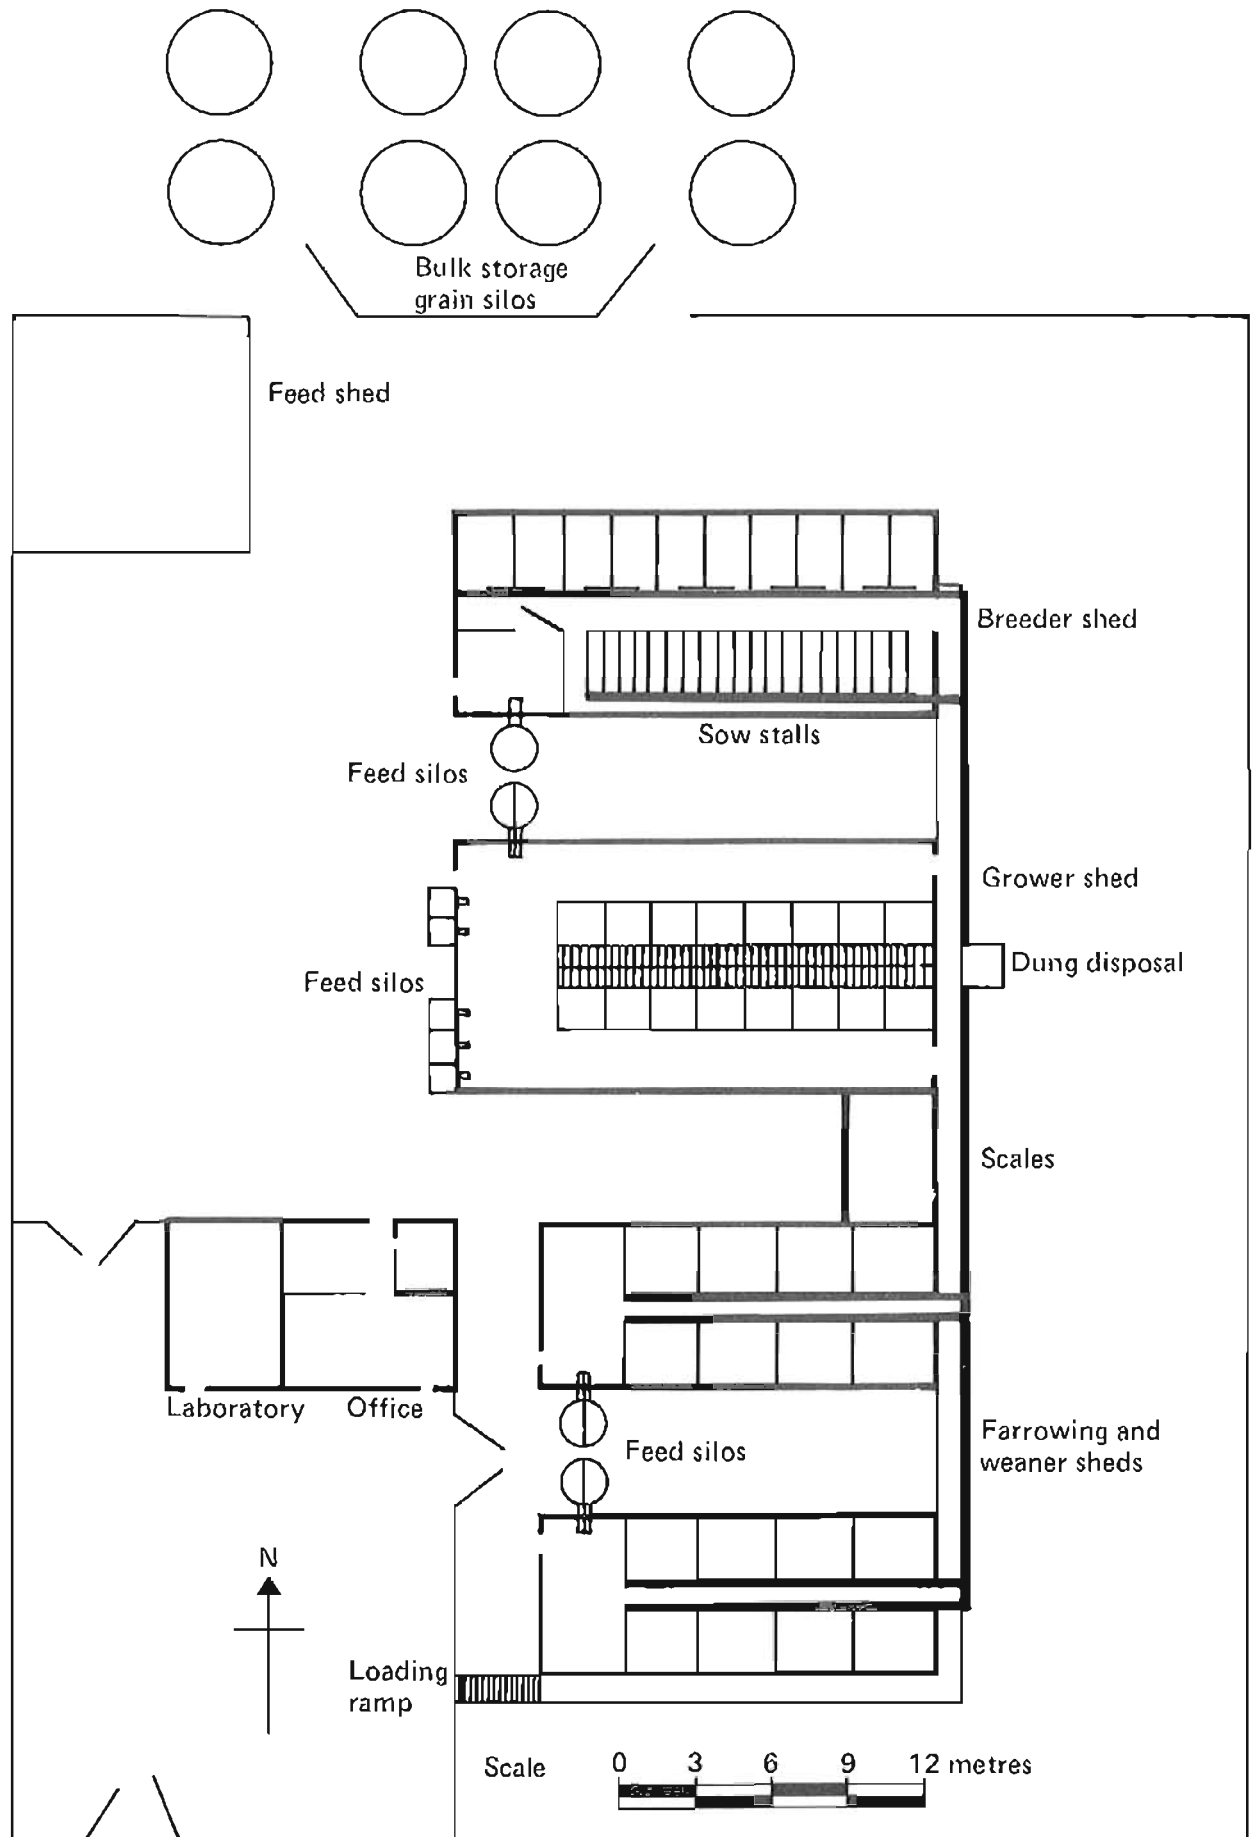 Bulk storage
grain silos
Feed shed
Breeder shed
Sow stalls
Feed silos
Grower shed
Dung disposal
Feed silos
Scales
Laboratory
Office
Farrowing and
weaner sheds
Feed silos
N
Loading
ramp
Scale
0 3 6 9 12 metres